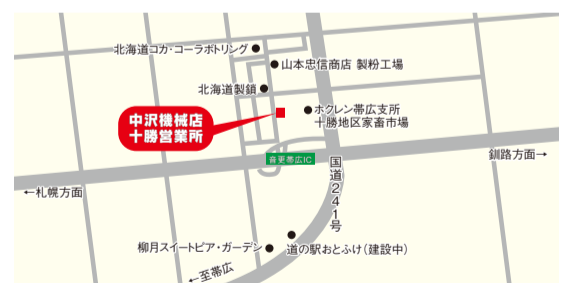 北海道コカ・コーラボトリング
山本忠信商店 製粉工場
北海道製鎖
ホクレン帯広支所
十勝地区家畜市場
中沢機械店
十勝営業所
音更帯広IC
釧路方面→
←札幌方面
国道241号
柳月スイートピア・ガーデン
道の駅おとふけ(建設中)
←至帯広